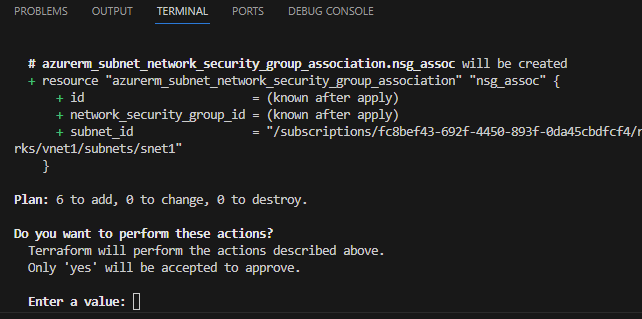 PROBLEMS OUTPUT TERMINAL PORTS DEBUG CONSOLE
# azurerm_subnet_network_security_group_association.nsg_assoc will be created
+ resource "azurerm_subnet_network_security_group_association" "nsg_assoc" {
+ id = (known after apply)
+ network_security_group_id = (known after apply)
+ subnet_id = "/subscriptions/fc8bef43-692f-4450-893f-0da45cbdfcf4/r
rks/vnet1/subnets/snet1"
}
Plan: 6 to add, 0 to change, 0 to destroy.
Do you want to perform these actions?
Terraform will perform the actions described above.
Only 'yes' will be accepted to approve.
Enter a value: